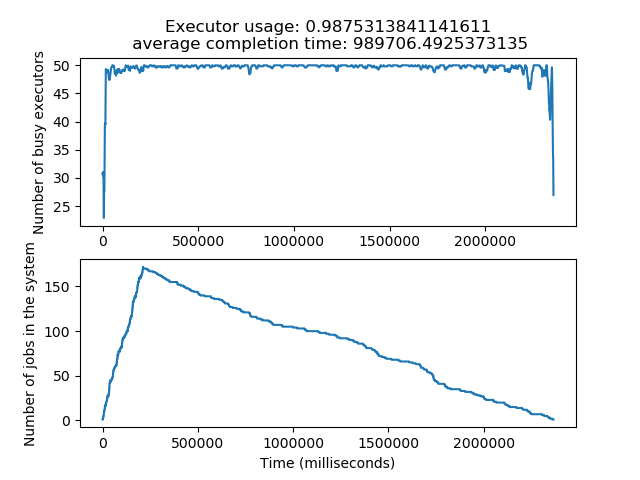 Executor usage: 0.9875313841141611
average completion time: 989706.4925373135
Number of busy executors
50
45
40
35
30
25
0 500000 1000000 1500000 2000000
Number of jobs in the system
150
100
50
0
0 500000 1000000 1500000 2000000
Time (milliseconds)